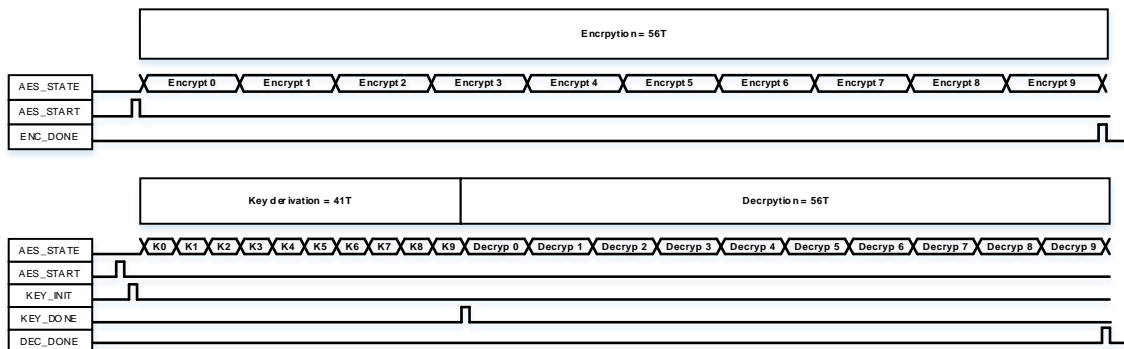 Encrpytion = 56T
AES_STATE Encrypt 0 Encrypt 1 Encrypt 2 Encrypt 3 Encrypt 4 Encrypt 5 Encrypt 6 Encrypt 7 Encrypt 8 Encrypt 9
AES_START
ENC_DONE
Key derivation = 41T Decrpytion = 56T
AES_STATE K0 K1 K2 K3 K4 K5 K6 K7 K8 K9 Decryp 0 Decryp 1 Decryp 2 Decryp 3 Decryp 4 Decryp 5 Decryp 6 Decryp 7 Decryp 8 Decryp 9
AES_START
KEY_INIT
KEY_DONE
DEC_DONE